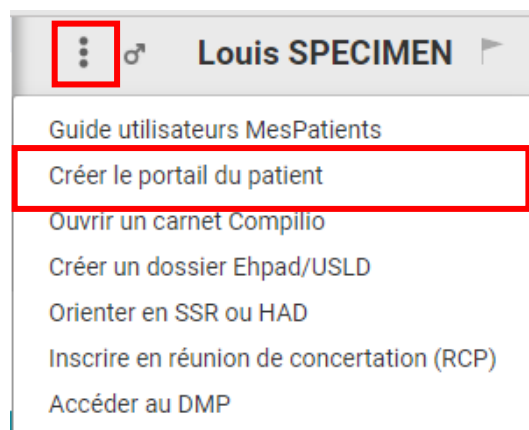 Louis SPECIMEN
Guide utilisateurs MesPatients
Créer le portail du patient
Ouvrir un carnet Compilio
Créer un dossier Ehpad/USLD
Orienter en SSR ou HAD
Inscrire en réunion de concertation (RCP)
Accéder au DMP